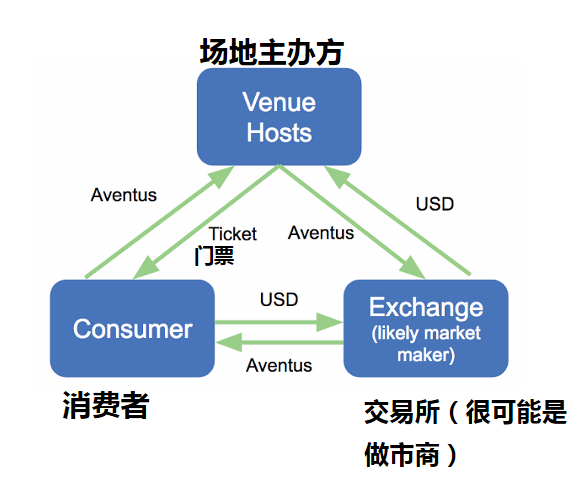 场地主办方
Venue
Hosts
Aventus
USD
Ticket
Aventus
门票
USD
Consumer
Exchange
(likely market
maker)
Aventus
消费者
交易所（很可能是
做市商）